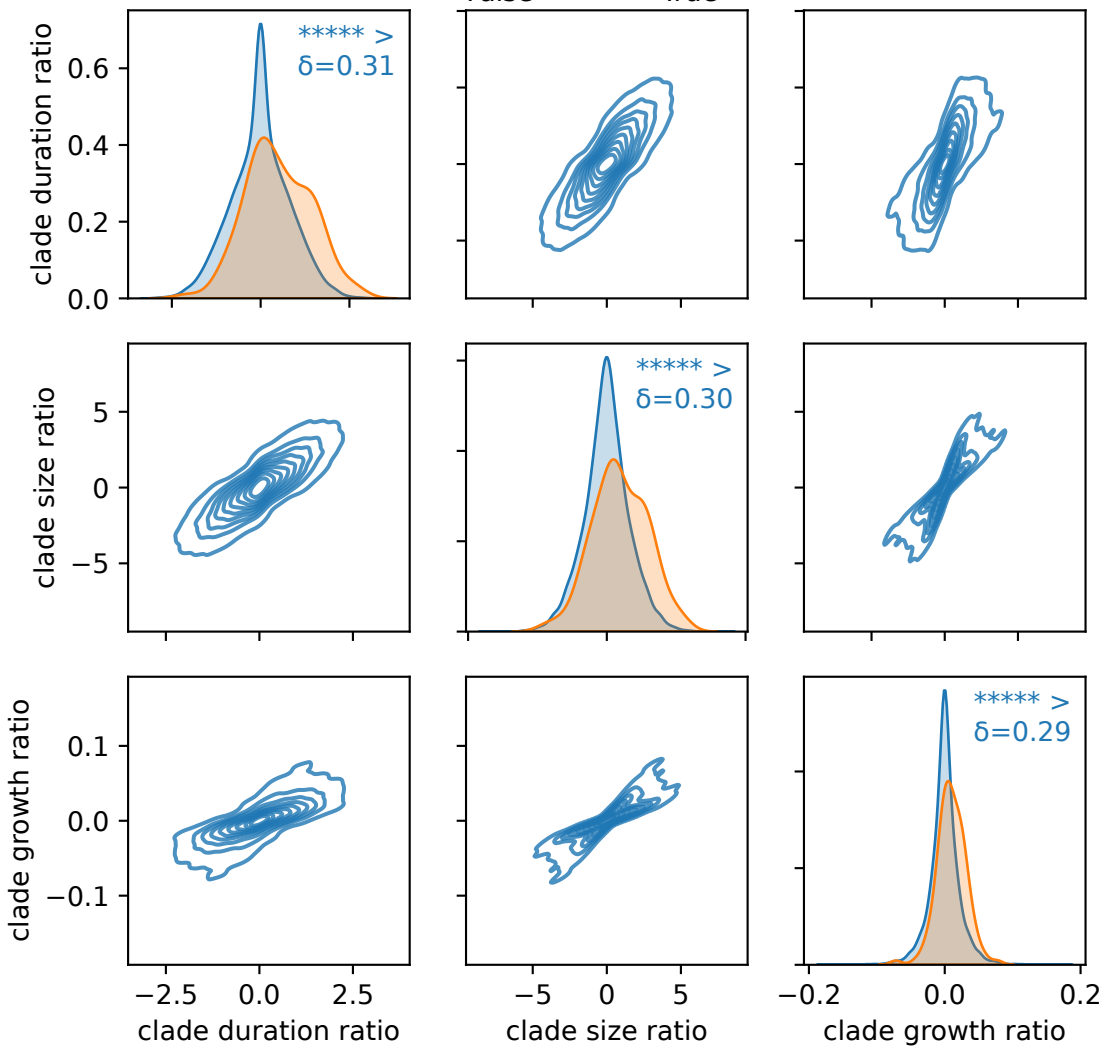 False True
clade duration ratio
0.6
0.4
0.2
0.0
***** >
δ=0.31
clade size ratio
5
0
−5
***** >
δ=0.30
clade growth ratio
0.1
0.0
−0.1
***** >
δ=0.29
−2.5 0.0 2.5
−5 0 5
−0.2 0.0 0.2
clade duration ratio
clade size ratio
clade growth ratio